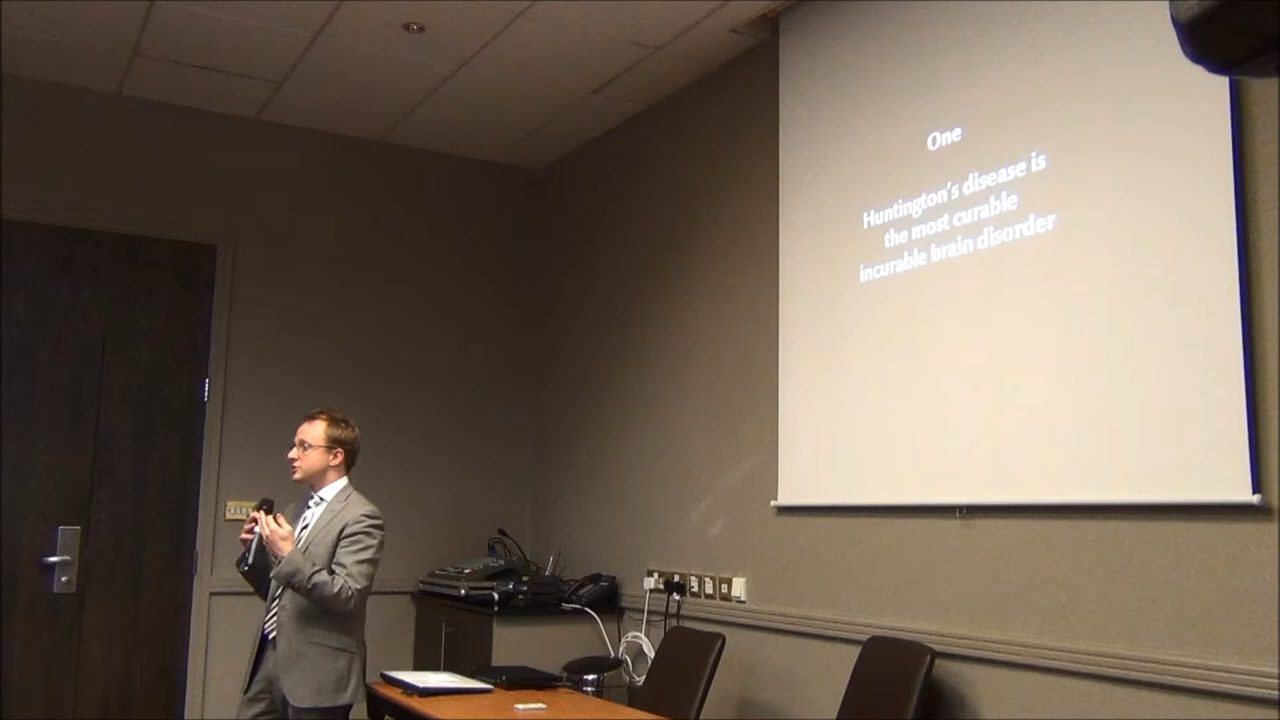 One
Huntington's disease is
the most curable
incurable brain disorder